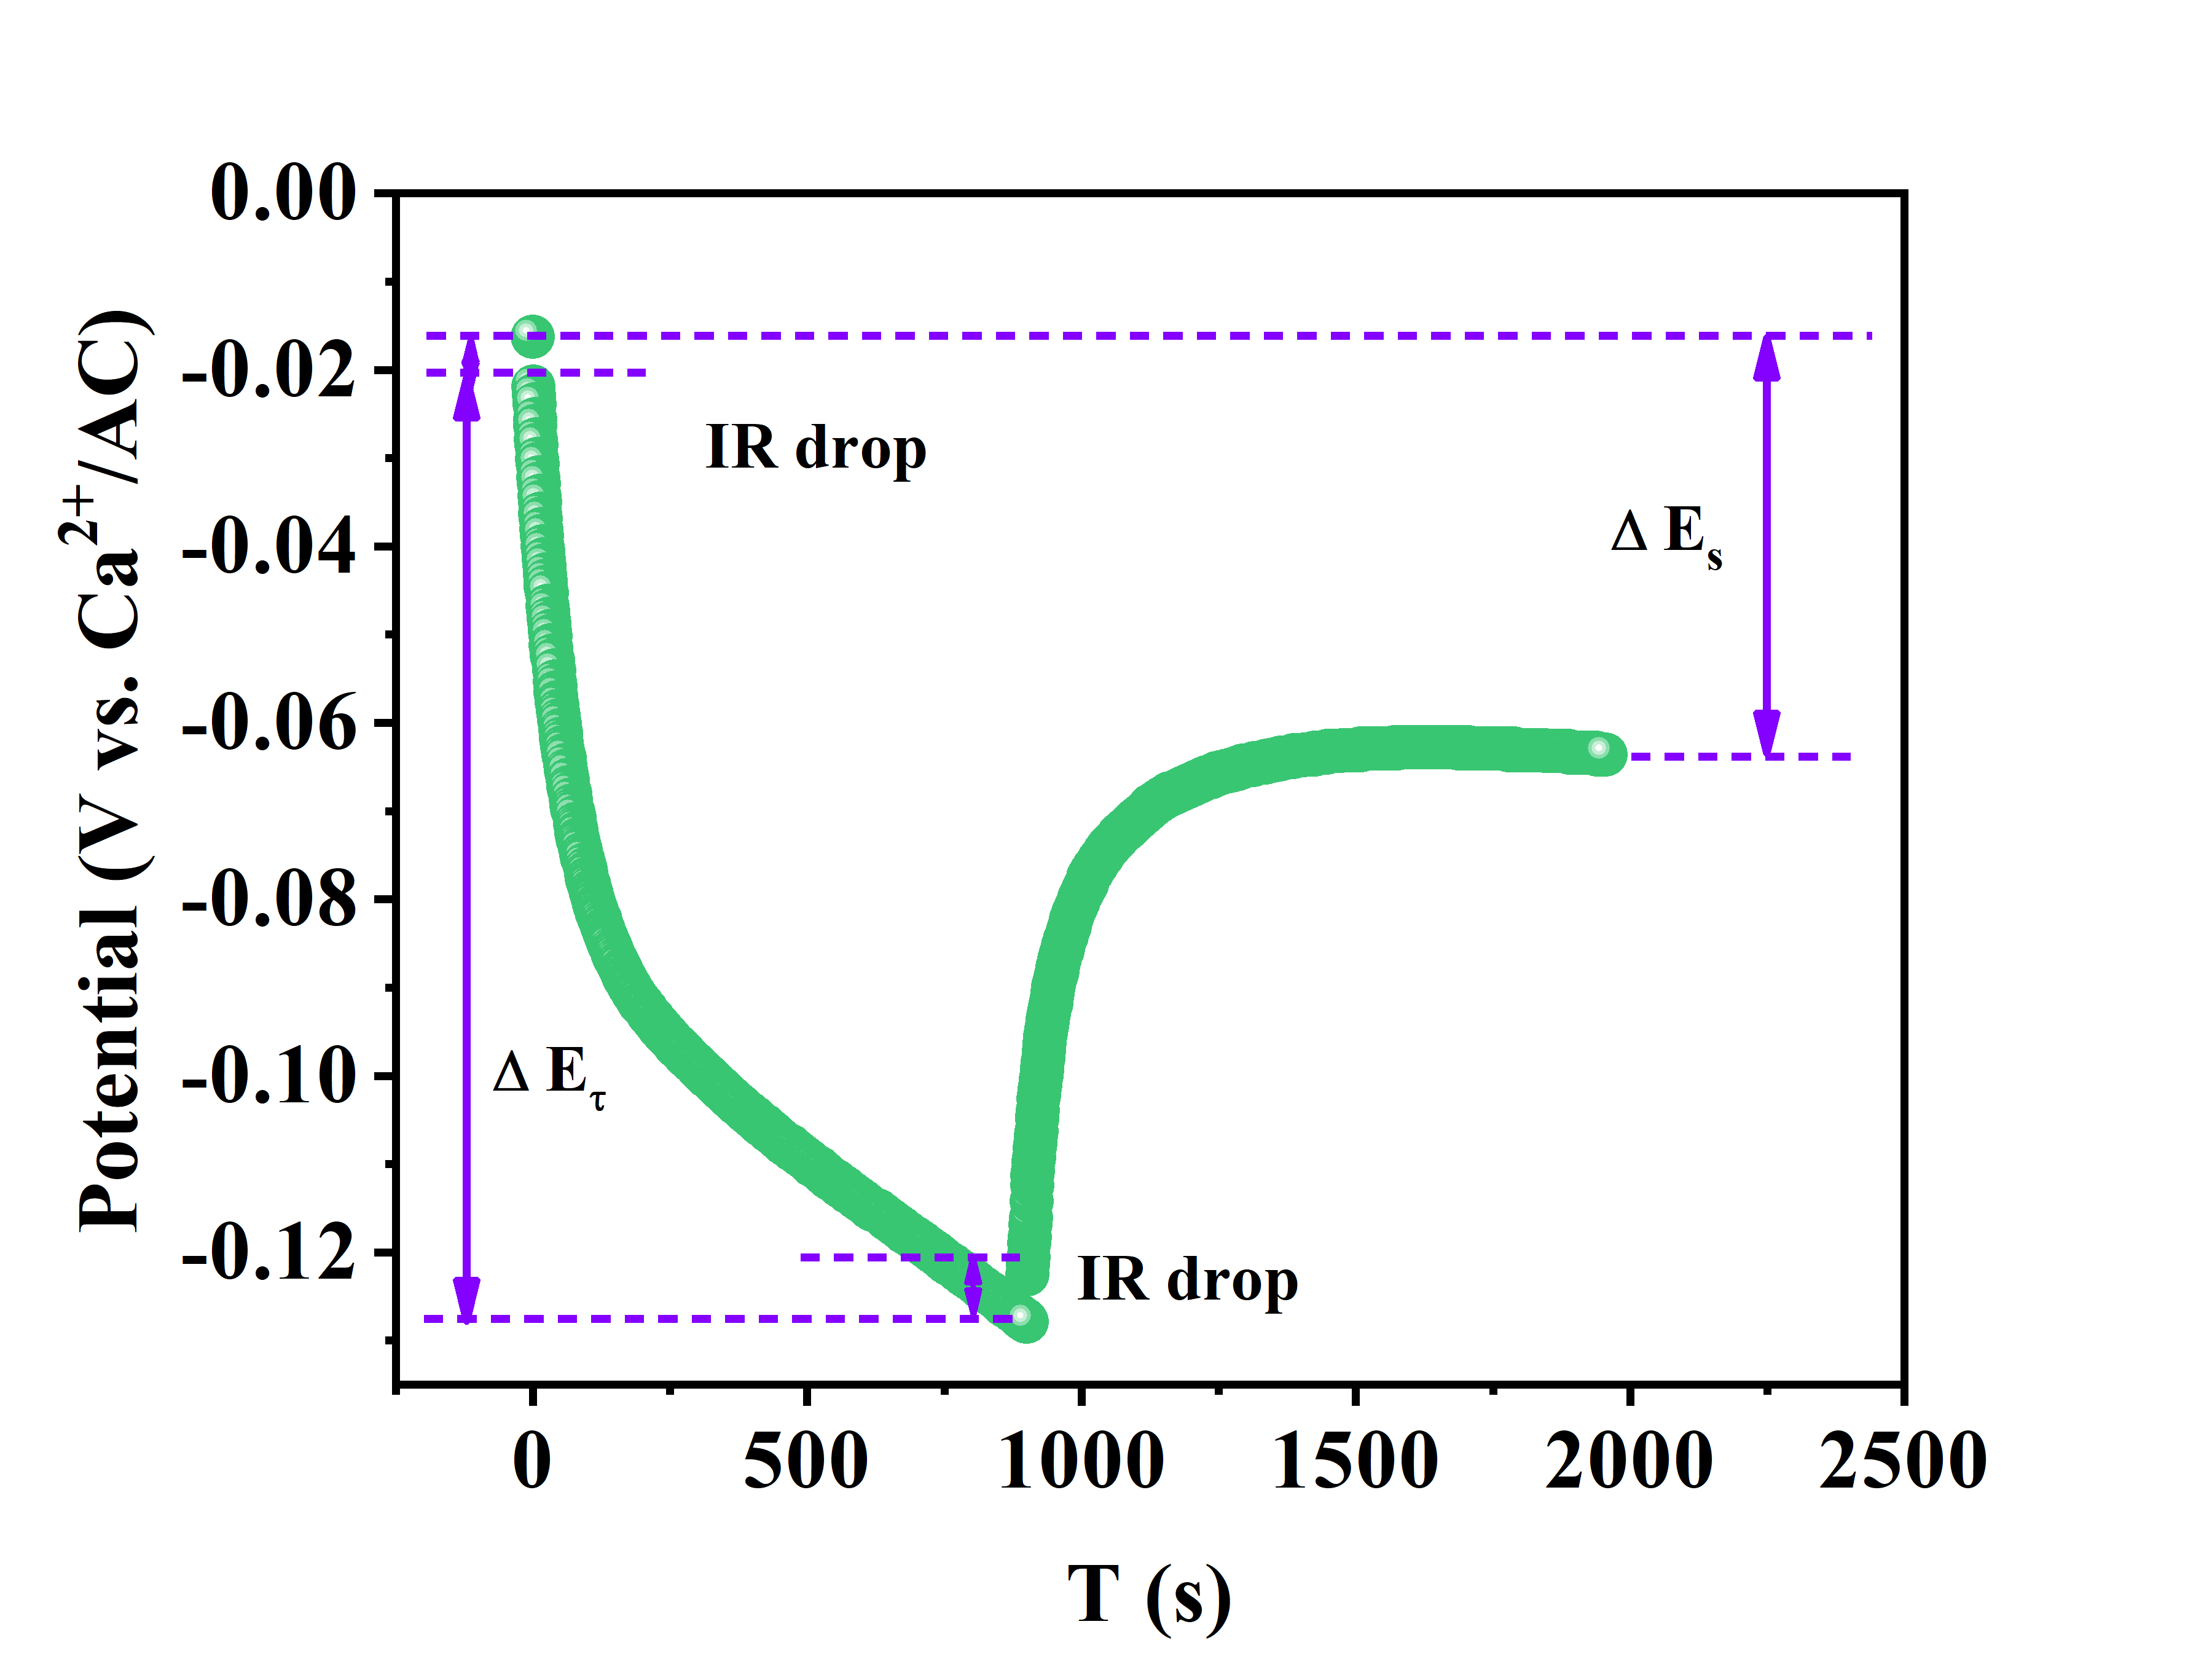 0.00
-0.02
-0.04
-0.06
-0.08
-0.10
-0.12
Potential (V vs. Ca²⁺/AC)
IR drop
Δ Eₛ
Δ E_τ
IR drop
0 500 1000 1500 2000 2500
T (s)